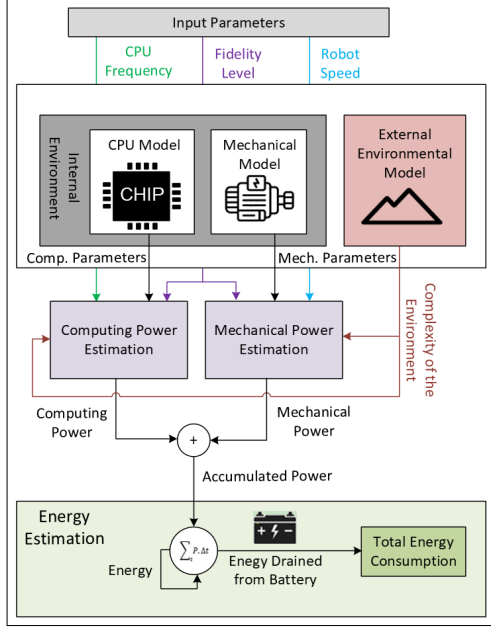 Input Parameters
CPU
Frequency
Fidelity
Level
Robot
Speed
Internal
Environment
CPU Model
CHIP
Mechanical
Model
External
Environmental
Model
Comp. Parameters
Mech. Parameters
Computing Power
Estimation
Mechanical Power
Estimation
Complexity of the
Environment
Computing
Power
Mechanical
Power
+
Accumulated Power
Energy
Estimation
∑t P.Δt
Energy
+ -
Enegy Drained
from Battery
Total Energy
Consumption